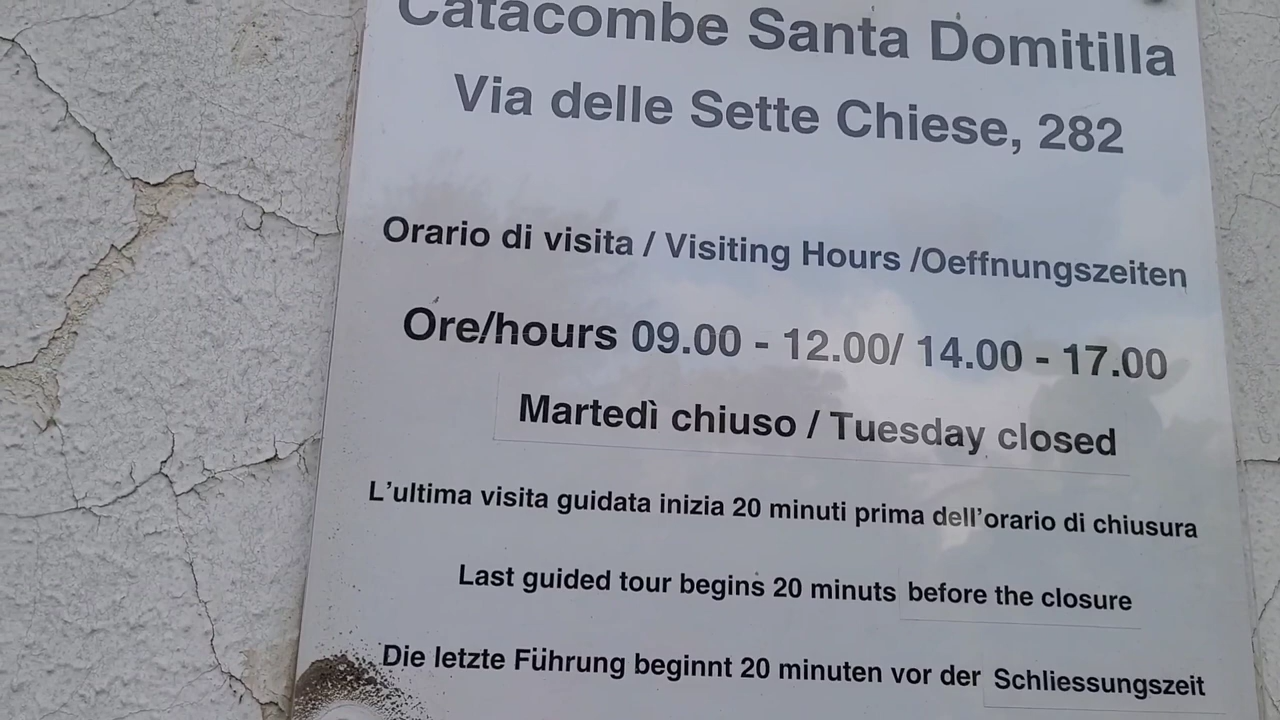 Catacombe Santa Domitilla
Via delle Sette Chiese, 282
Orario di visita / Visiting Hours /Oeffnungszeiten
Ore/hours 09.00 - 12.00/ 14.00 - 17.00
Martedì chiuso / Tuesday closed
L'ultima visita guidata inizia 20 minuti prima dell'orario di chiusura
Last guided tour begins 20 minuts before the closure
Die letzte Führung beginnt 20 minuten vor der Schliessungszeit